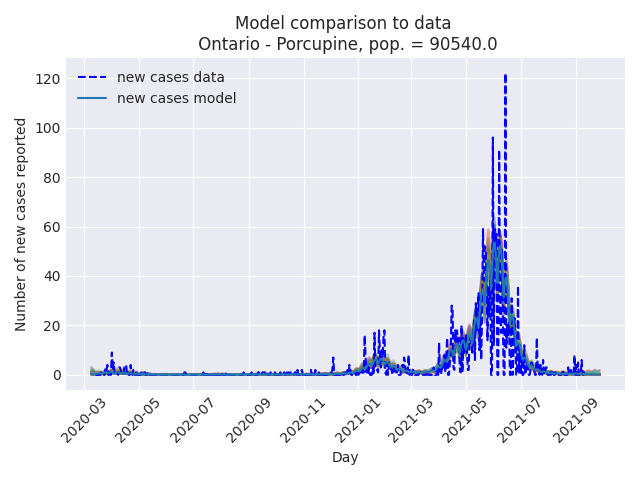 Model comparison to data
Ontario - Porcupine, pop. = 90540.0
new cases data
new cases model
Number of new cases reported
120
100
80
60
40
20
0
2020-03
2020-05
2020-07
2020-09
2020-11
2021-01
2021-03
2021-05
2021-07
2021-09
Day